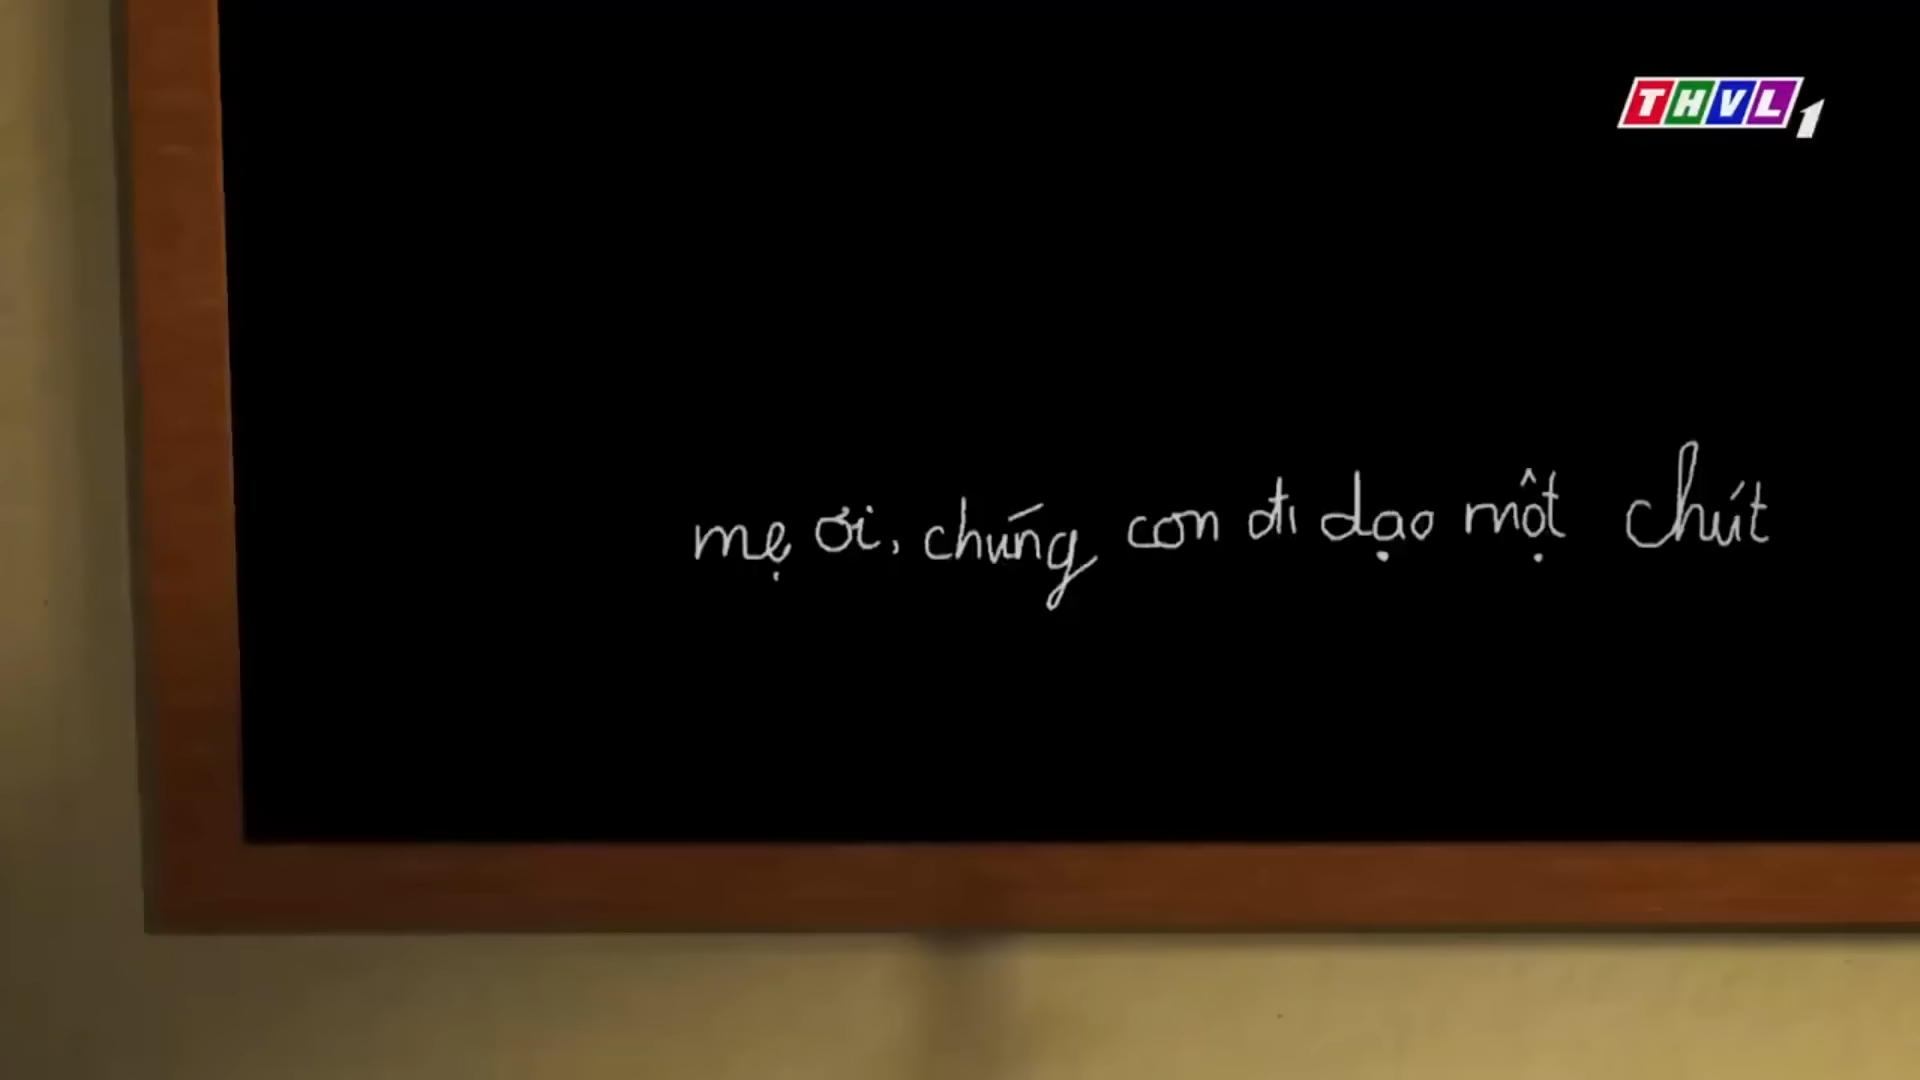 THVL1
mẹ ơi, chúng con đi dạo một chút